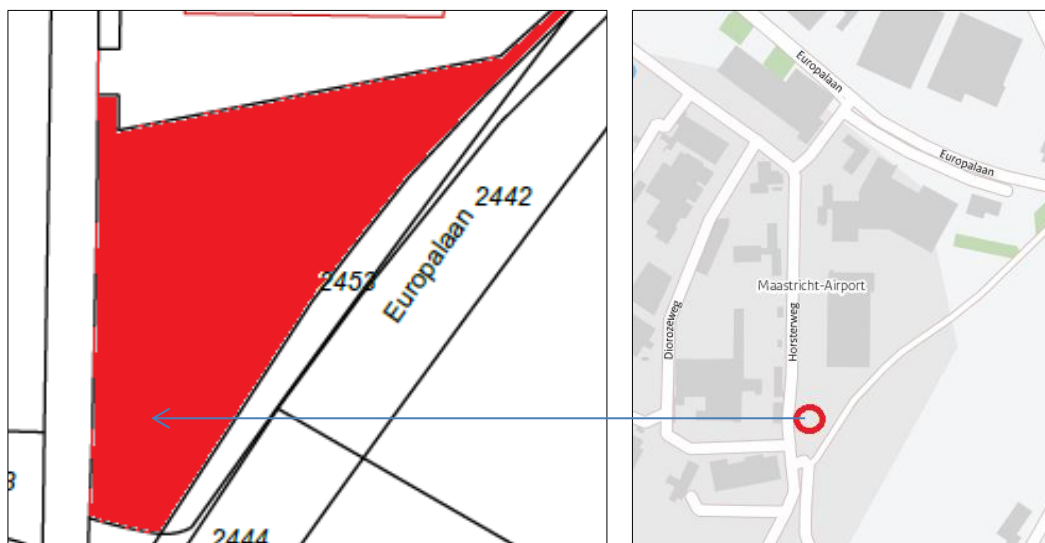 2442
Europalaan
2453
2444
Europalaan
Europalaan
Maastricht-Airport
Horsterweg
Diorozeweg